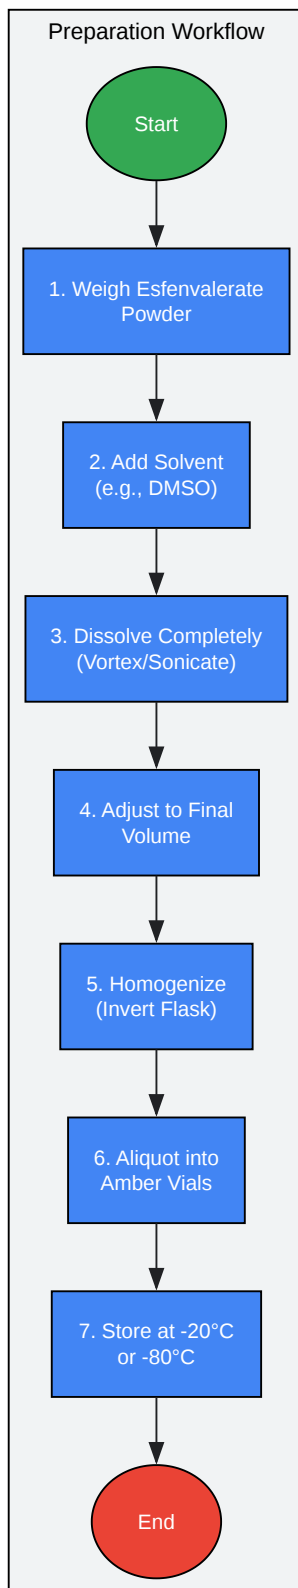 Preparation Workflow
Start
1. Weigh Esfenvalerate
Powder
2. Add Solvent
(e.g., DMSO)
3. Dissolve Completely
(Vortex/Sonicate)
4. Adjust to Final
Volume
5. Homogenize
(Invert Flask)
6. Aliquot into
Amber Vials
7. Store at -20°C
or -80°C
End